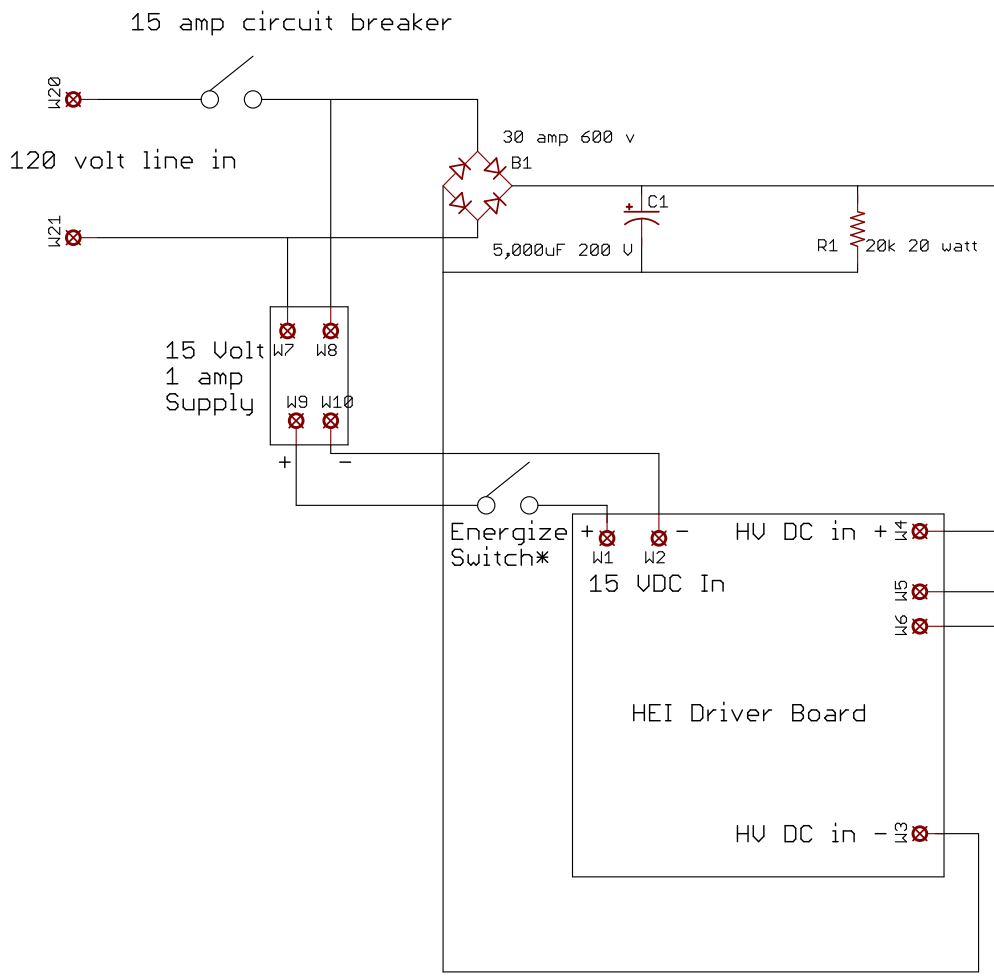 15 amp circuit breaker
W20
120 volt line in
W21
30 amp 600 v
B1
C1
5,000uF 200 V
R1 20k 20 watt
15 Volt
1 amp
Supply
W7 W8
W9 W10
+ -
Energize
Switch*
+ -
W1 W2
15 VDC In
HV DC in + W4
W5
W6
HEI Driver Board
HV DC in - W3